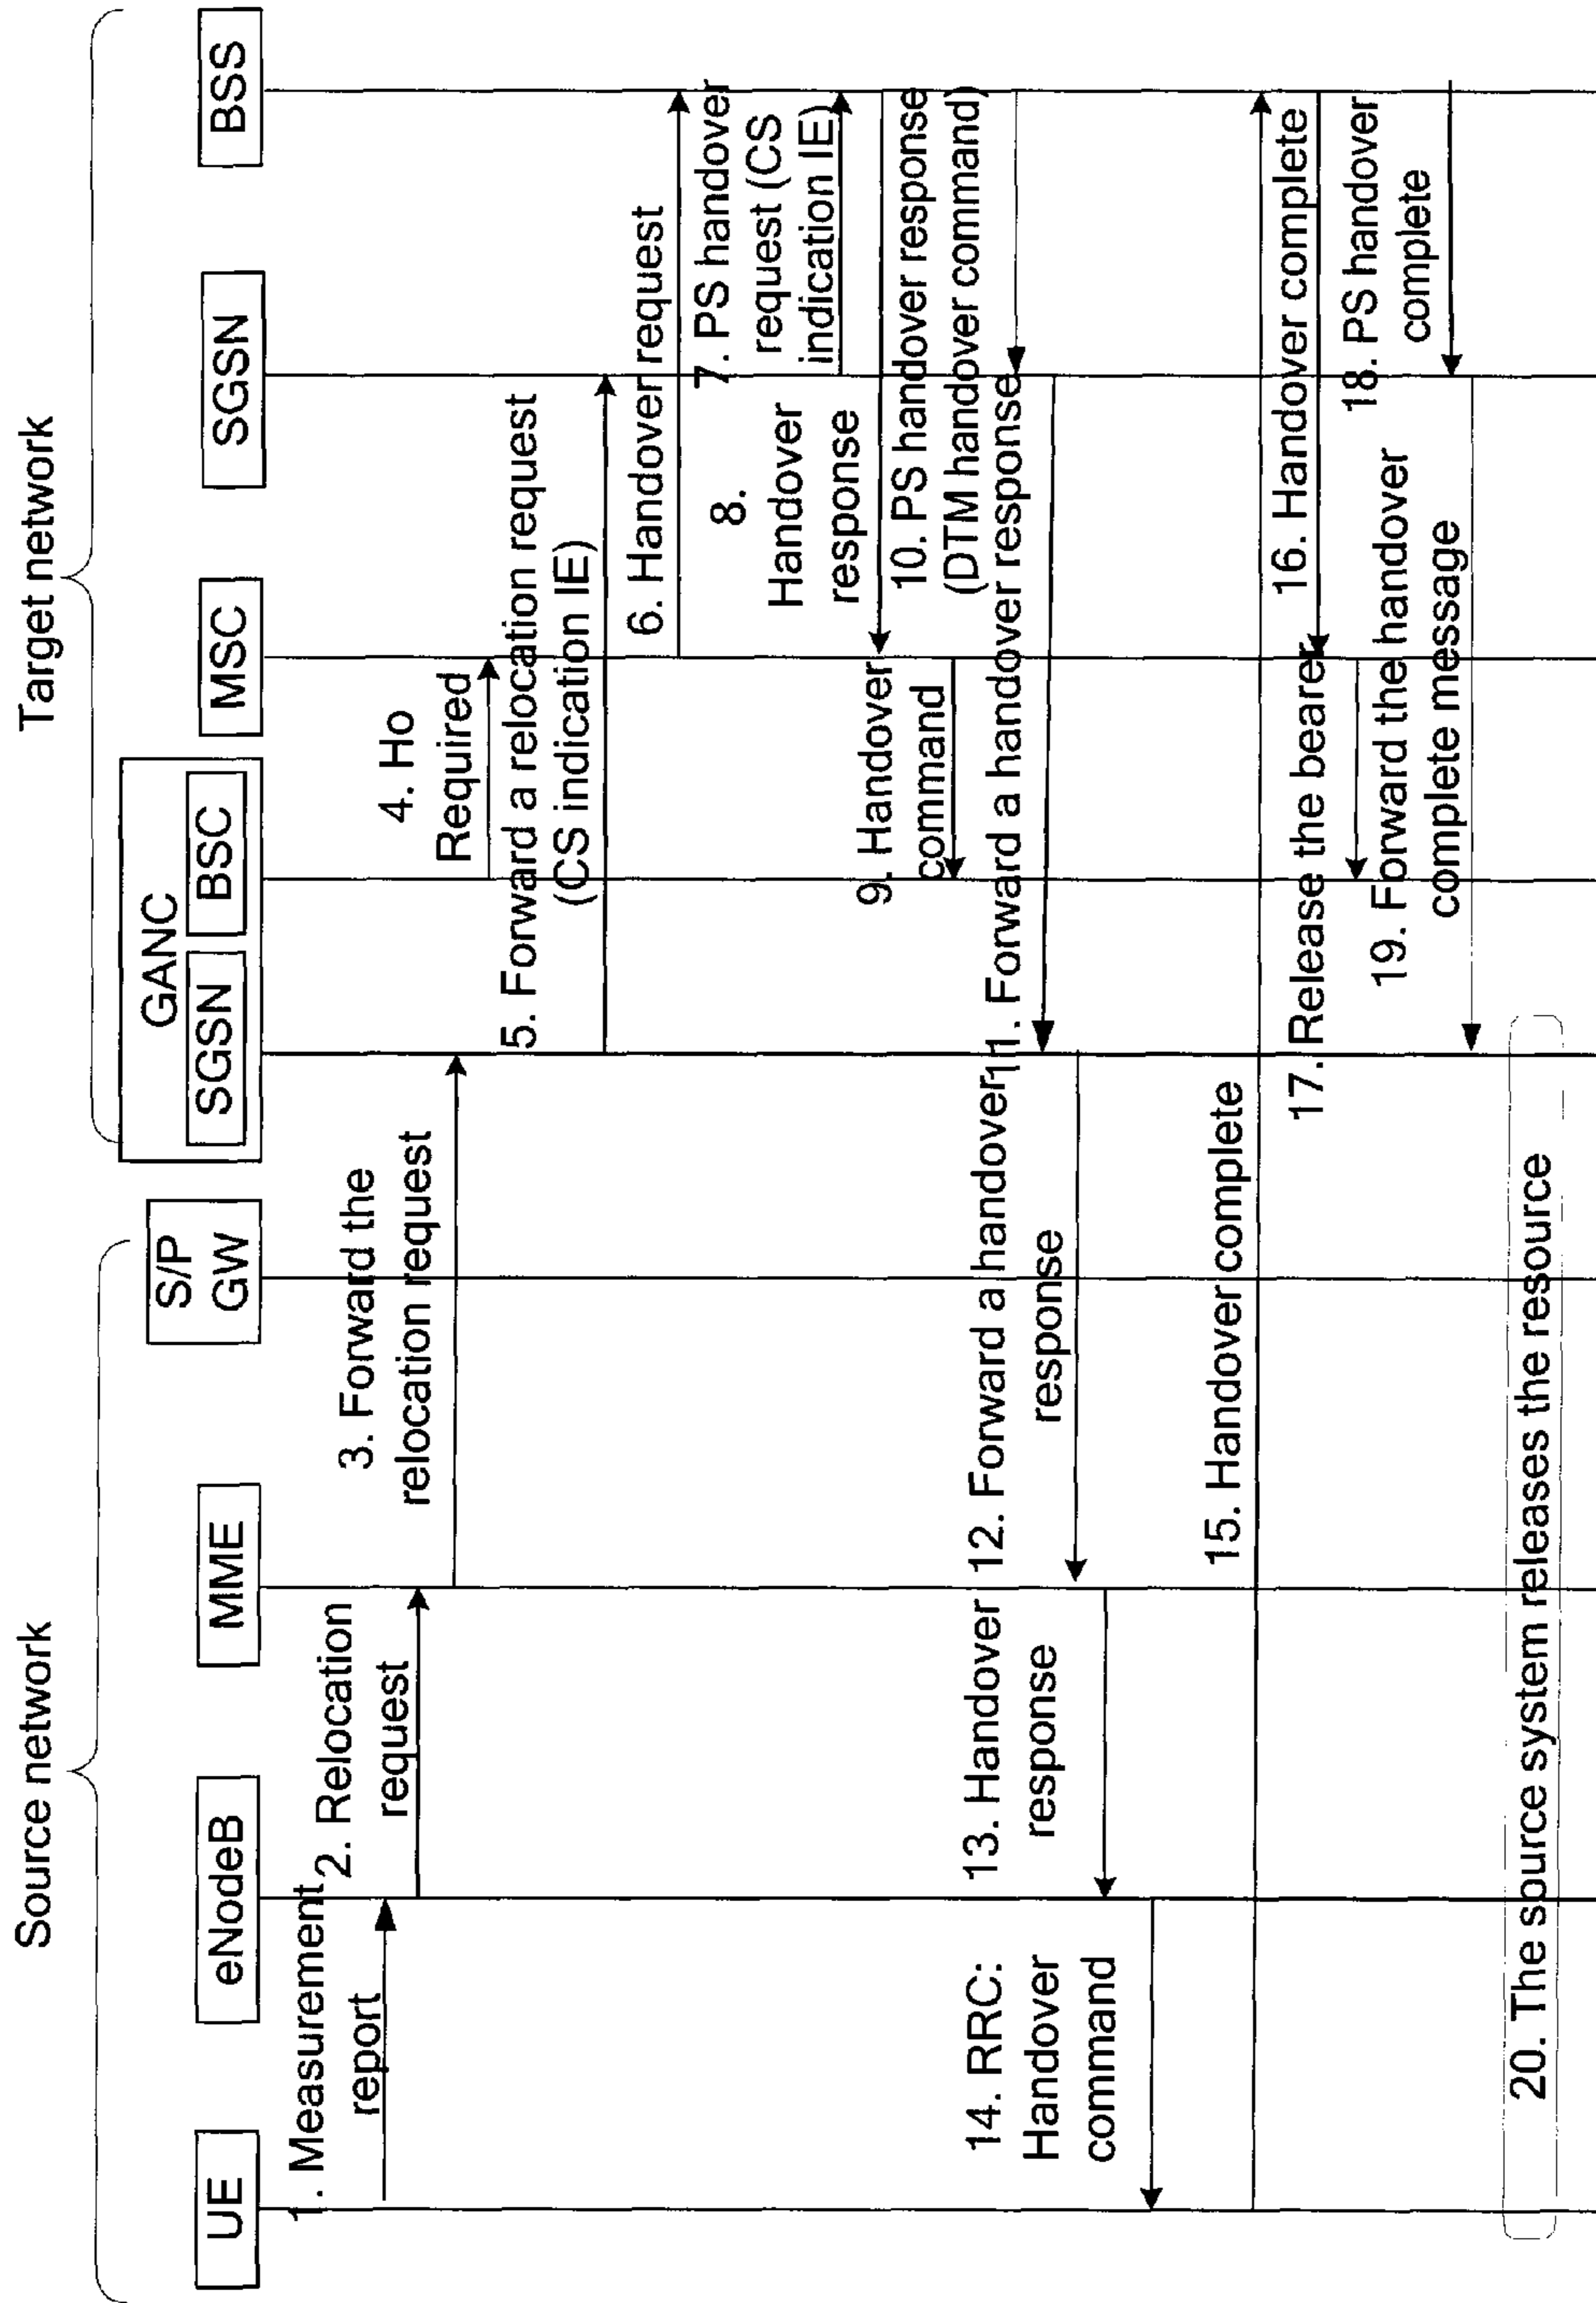 Source network
Target network
UE
eNodeB
MME
S/P
GW
GANC
SGSN
BSC
MSC
SGSN
BSS
1. Measurement
report
2. Relocation
request
3. Forward the
relocation request
4. Ho
Required
5. Forward a relocation request
(CS indication IE)
6. Handover request
7. PS handover
request (CS
indication IE)
8.
Handover
response
9. Handover
command
10. PS handover response
(DTM handover command)
11. Forward a handover response
12. Forward a handover
response
13. Handover
response
14. RRC:
Handover
command
15. Handover complete
16. Handover complete
17. Release the bearer
18. PS handover
complete
19. Forward the handover
complete message
20. The source system releases the resource